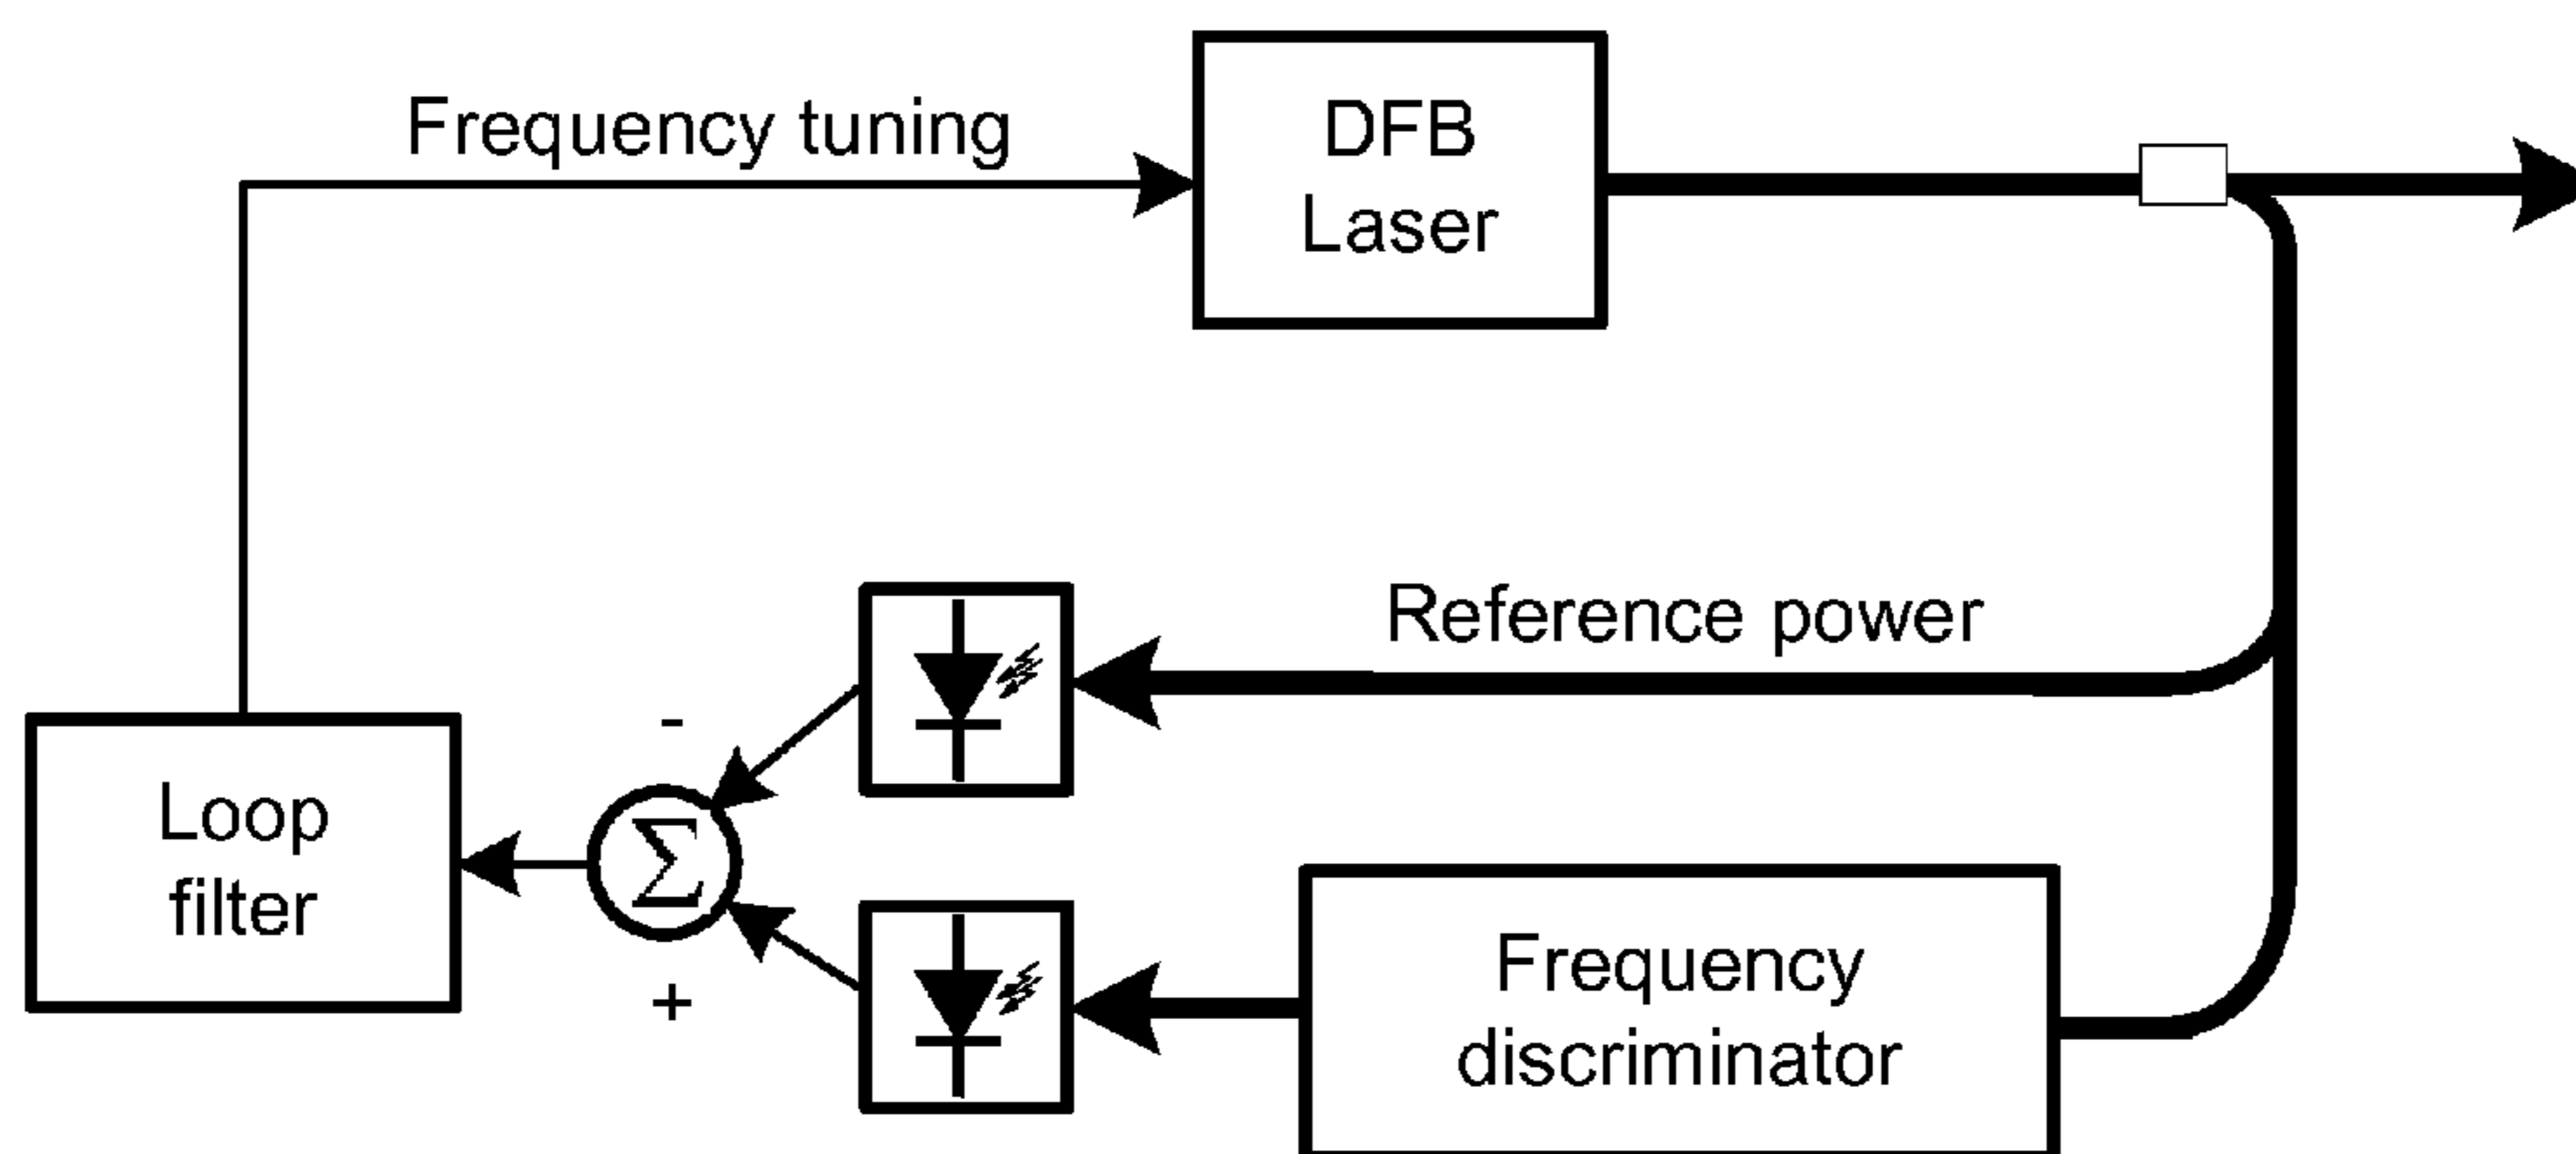 Frequency tuning
DFB
Laser
Reference power
-
Loop
filter
Σ
+
Frequency
discriminator